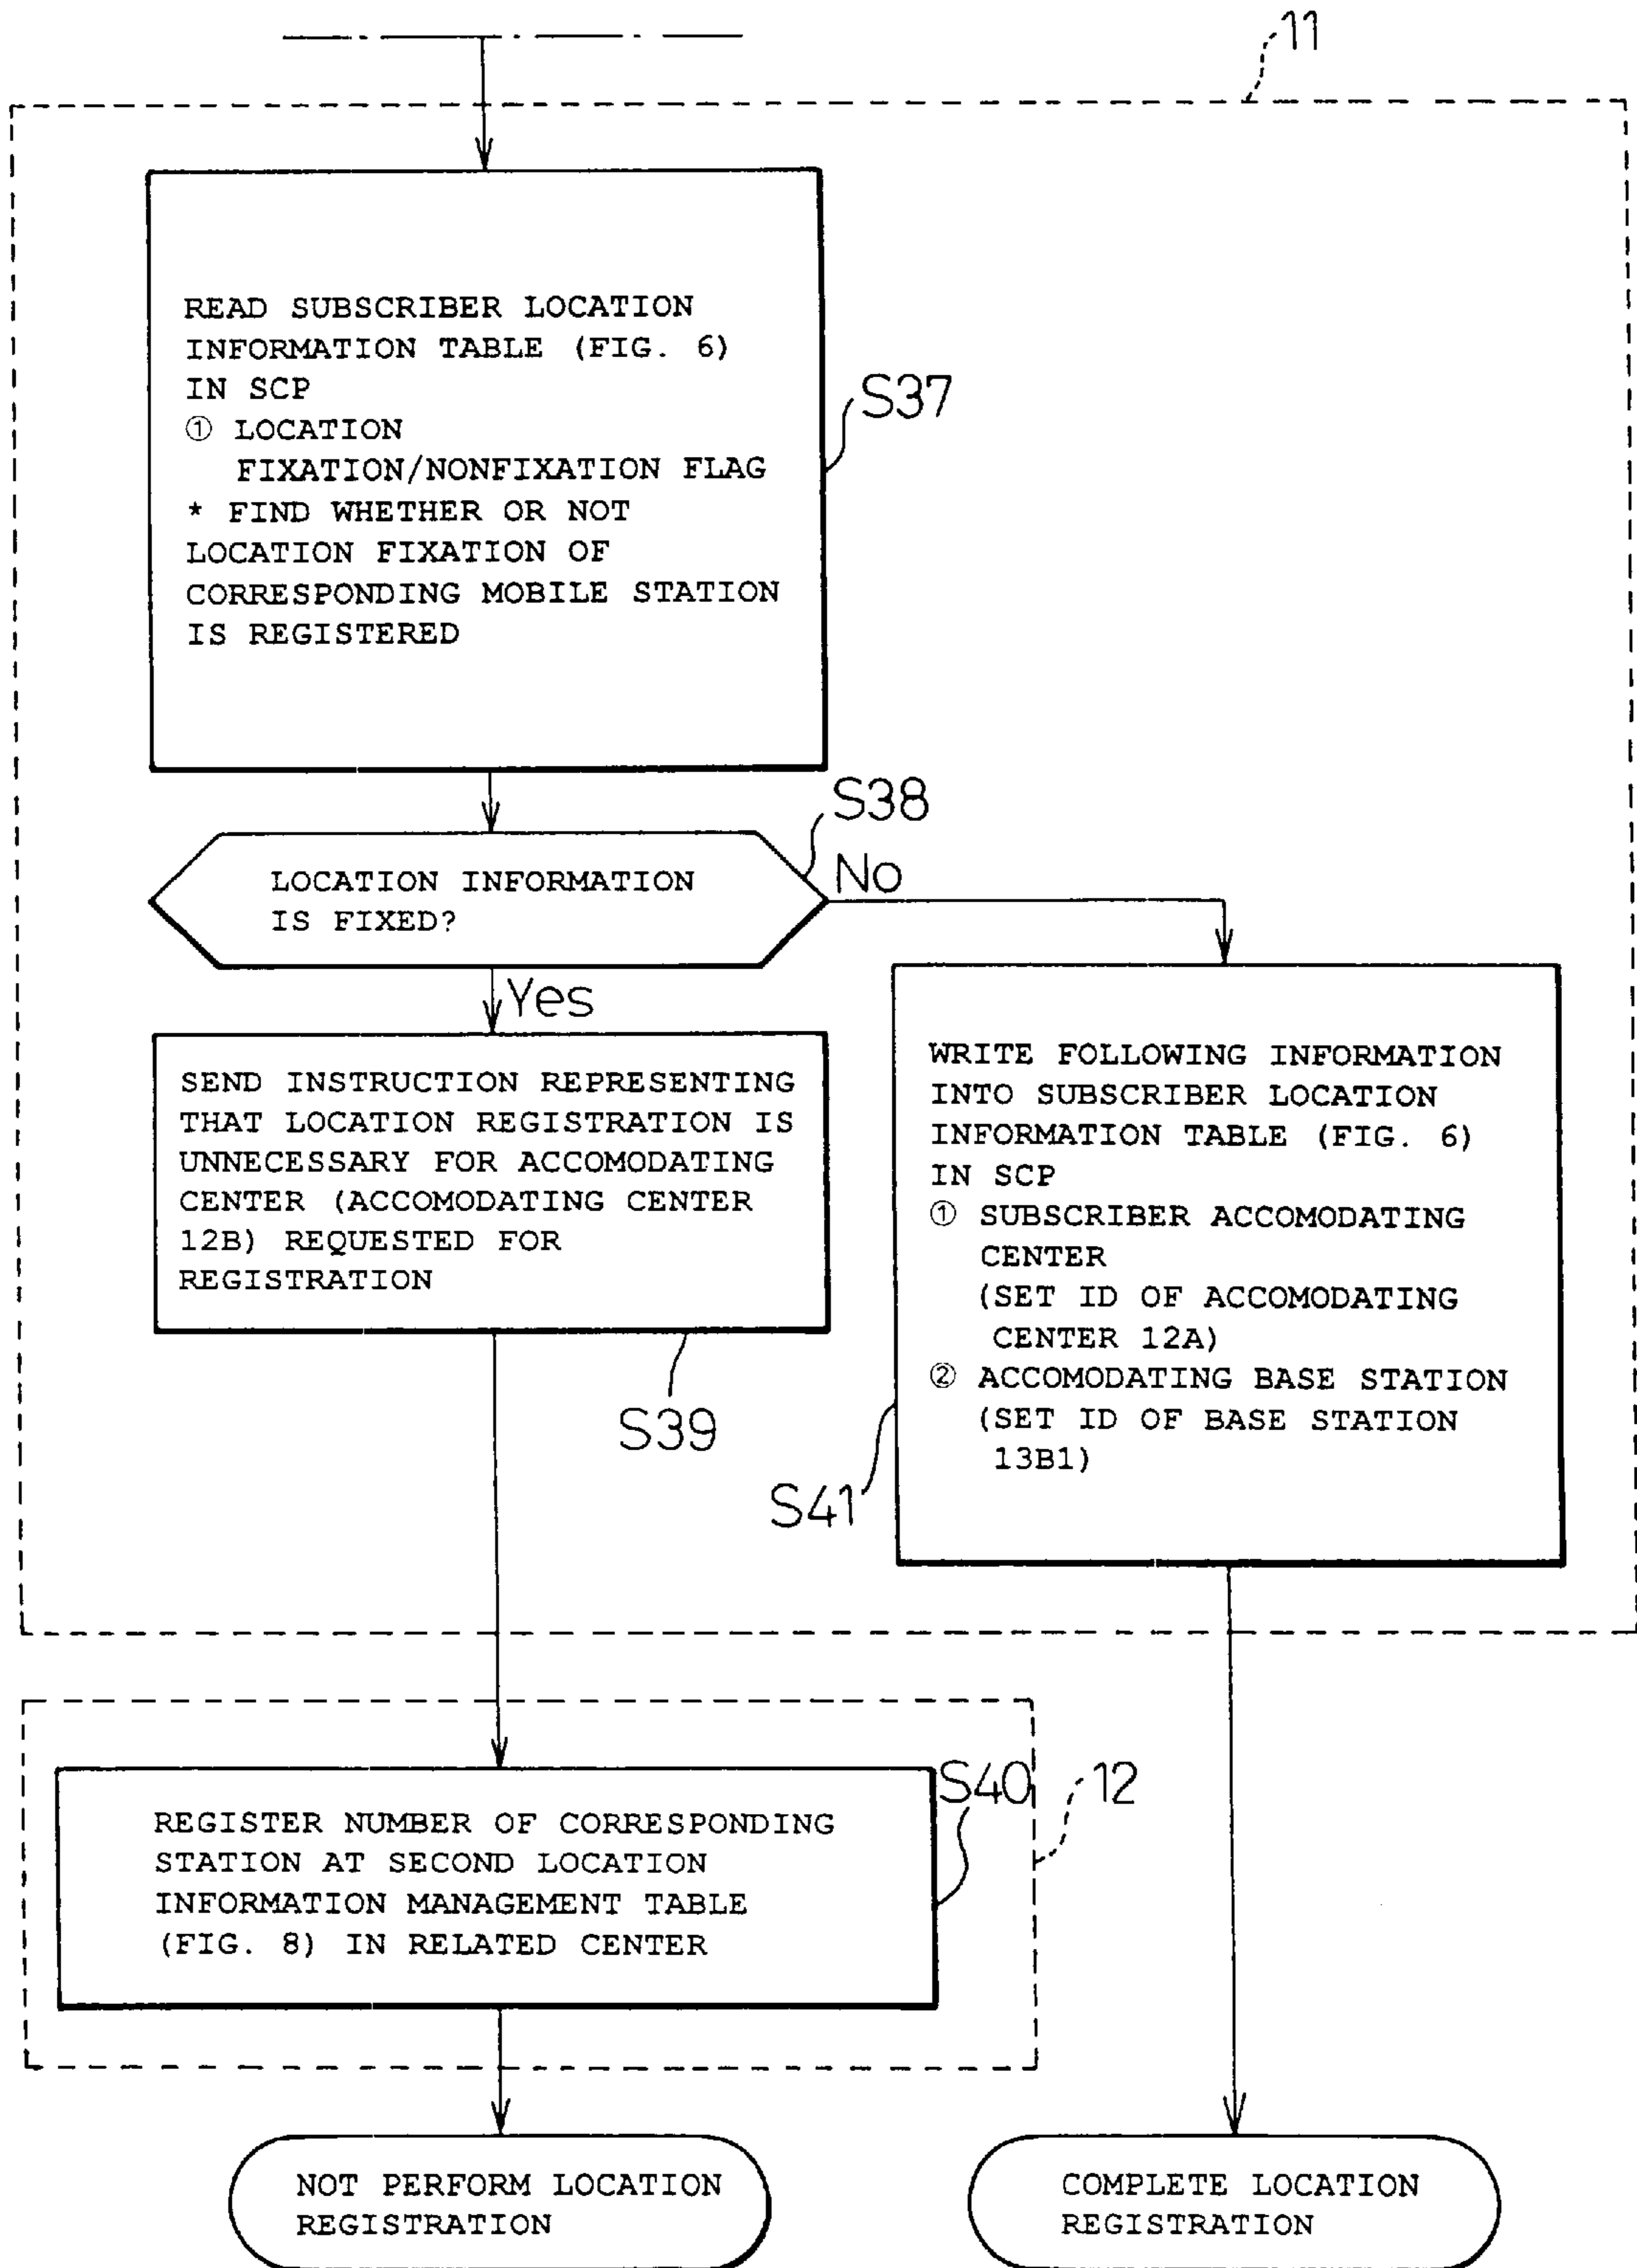 11
READ SUBSCRIBER LOCATION
INFORMATION TABLE (FIG. 6)
IN SCP
① LOCATION
FIXATION/NONFIXATION FLAG
* FIND WHETHER OR NOT
LOCATION FIXATION OF
CORRESPONDING MOBILE STATION
IS REGISTERED
S37
S38
LOCATION INFORMATION
IS FIXED?
No
Yes
SEND INSTRUCTION REPRESENTING
THAT LOCATION REGISTRATION IS
UNNECESSARY FOR ACCOMODATING
CENTER (ACCOMODATING CENTER
12B) REQUESTED FOR
REGISTRATION
S39
WRITE FOLLOWING INFORMATION
INTO SUBSCRIBER LOCATION
INFORMATION TABLE (FIG. 6)
IN SCP
① SUBSCRIBER ACCOMODATING
CENTER
(SET ID OF ACCOMODATING
CENTER 12A)
② ACCOMODATING BASE STATION
(SET ID OF BASE STATION
13B1)
S41
S40
12
REGISTER NUMBER OF CORRESPONDING
STATION AT SECOND LOCATION
INFORMATION MANAGEMENT TABLE
(FIG. 8) IN RELATED CENTER
NOT PERFORM LOCATION
REGISTRATION
COMPLETE LOCATION
REGISTRATION